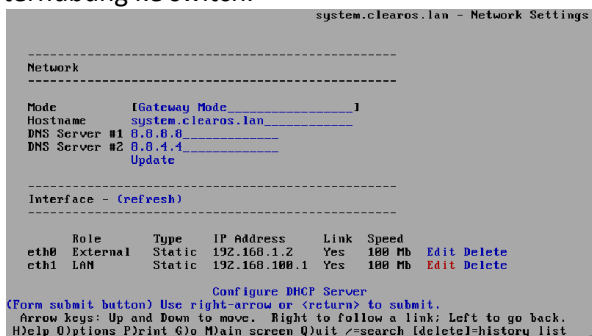 terhubung ke switch.
system.clearos.lan - Network Settings
Network
Mode [Gateway Mode___________________]
Hostname system.clearos.lan_____________
DNS Server #1 8.8.8.8______________
DNS Server #2 8.8.4.4______________
Update
Interface - (refresh)
Role Type IP Address Link Speed
eth0 External Static 192.168.1.2 Yes 100 Mb Edit Delete
eth1 LAN Static 192.168.100.1 Yes 100 Mb Edit Delete
Configure DHCP Server
(Form submit button) Use right-arrow or <return> to submit.
Arrow keys: Up and Down to move. Right to follow a link; Left to go back.
H)elp O)ptions P)rint G)o M)ain screen Q)uit /=search [delete]=history list